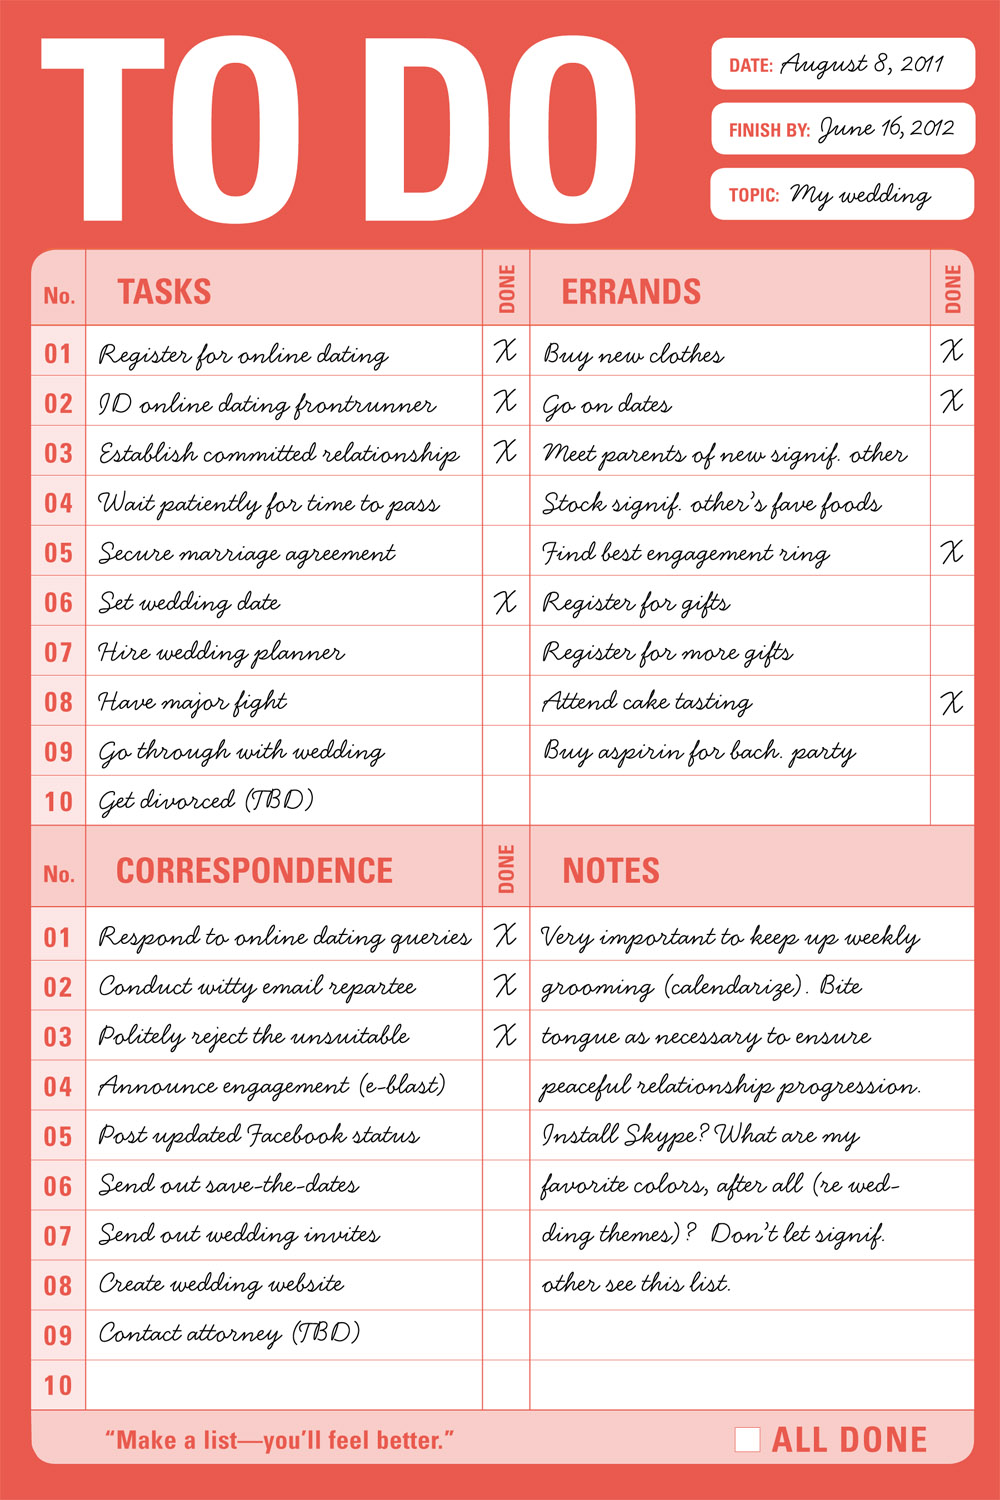 TO DO
DATE: August 8, 2011
FINISH BY: June 16, 2012
TOPIC: My wedding
No. TASKS DONE ERRANDS DONE
01 Register for online dating X Buy new clothes X
02 ID online dating frontrunner X Go on dates X
03 Establish committed relationship X Meet parents of new signif. other
04 Wait patiently for time to pass Stock signif. other's fave foods
05 Secure marriage agreement Find best engagement ring X
06 Set wedding date X Register for gifts
07 Hire wedding planner Register for more gifts
08 Have major fight Attend cake tasting X
09 Go through with wedding Buy aspirin for bach. party
10 Get divorced (TBD)
No. CORRESPONDENCE DONE NOTES
01 Respond to online dating queries X Very important to keep up weekly
02 Conduct witty email repartee X grooming (calendarize). Bite
03 Politely reject the unsuitable X tongue as necessary to ensure
04 Announce engagement (e-blast) peaceful relationship progression.
05 Post updated Facebook status Install Skype? What are my
06 Send out save-the-dates favorite colors, after all (re wed-
07 Send out wedding invites ding themes)? Don't let signif.
08 Create wedding website other see this list.
09 Contact attorney (TBD)
10
"Make a list—you'll feel better." ALL DONE